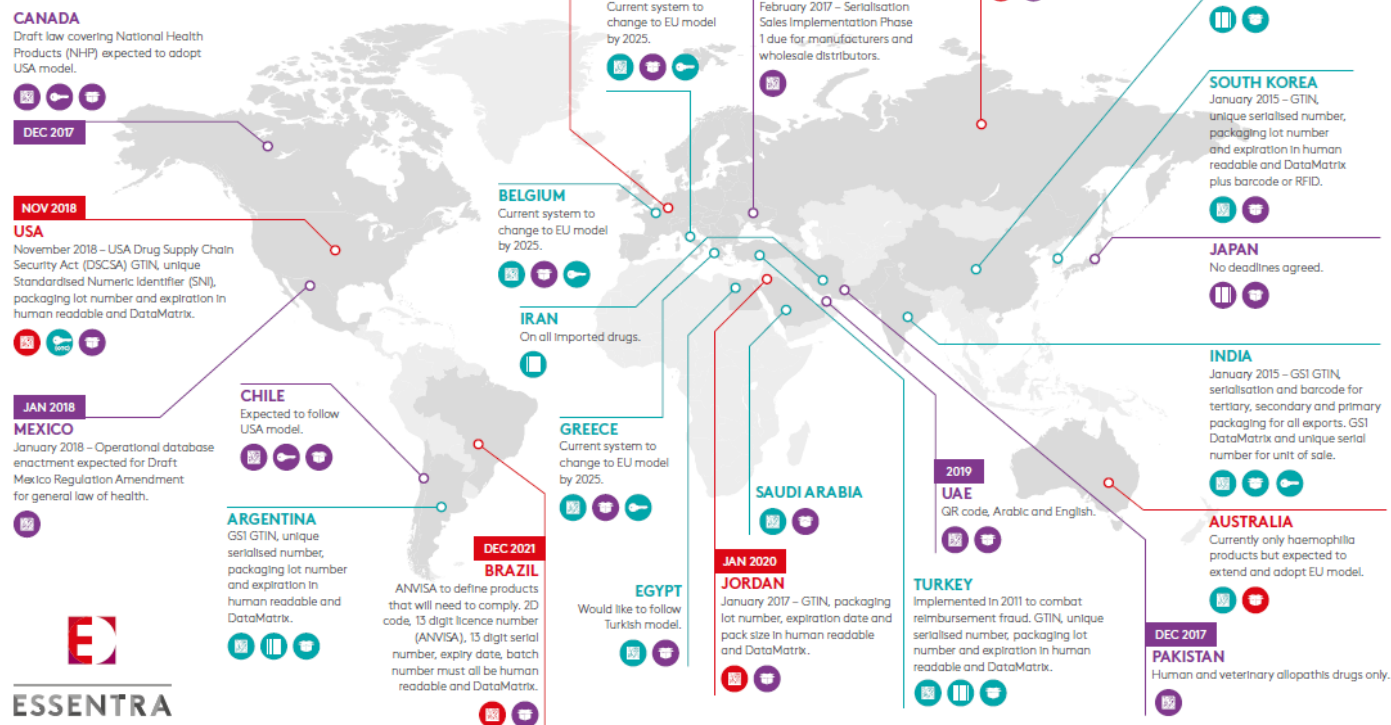 CANADA
Draft law covering National Health
Products (NHP) expected to adopt
USA model.
DEC 2017
NOV 2018
USA
November 2018 – USA Drug Supply Chain
Security Act (DSCSA) GTIN, unique
Standardised Numeric Identifier (SNI),
packaging lot number and expiration in
human readable and DataMatrix.
JAN 2018
MEXICO
January 2018 – Operational database
enactment expected for Draft
Mexico Regulation Amendment
for general law of health.
CHILE
Expected to follow
USA model.
ARGENTINA
GS1 GTIN, unique
serialised number,
packaging lot number
and expiration in
human readable and
DataMatrix.
DEC 2021
BRAZIL
ANVISA to define products
that will need to comply. 2D
code, 13 digit licence number
(ANVISA), 13 digit serial
number, expiry date, batch
number must all be human
readable and DataMatrix.
Current system to
change to EU model
by 2025.
February 2017 – Serialisation
Sales Implementation Phase
1 due for manufacturers and
wholesale distributors.
BELGIUM
Current system to
change to EU model
by 2025.
IRAN
On all imported drugs.
GREECE
Current system to
change to EU model
by 2025.
EGYPT
Would like to follow
Turkish model.
SAUDI ARABIA
JAN 2020
JORDAN
January 2017 – GTIN, packaging
lot number, expiration date and
pack size in human readable
and DataMatrix.
2019
UAE
QR code, Arabic and English.
TURKEY
Implemented in 2011 to combat
reimbursement fraud. GTIN, unique
serialised number, packaging lot
number and expiration in human
readable and DataMatrix.
SOUTH KOREA
January 2015 – GTIN,
unique serialised number,
packaging lot number
and expiration in human
readable and DataMatrix
plus barcode or RFID.
JAPAN
No deadlines agreed.
INDIA
January 2015 – GS1 GTIN,
serialisation and barcode for
tertiary, secondary and primary
packaging for all exports. GS1
DataMatrix and unique serial
number for unit of sale.
AUSTRALIA
Currently only haemophilia
products but expected to
extend and adopt EU model.
DEC 2017
PAKISTAN
Human and veterinary allopathis drugs only.
ESSENTRA